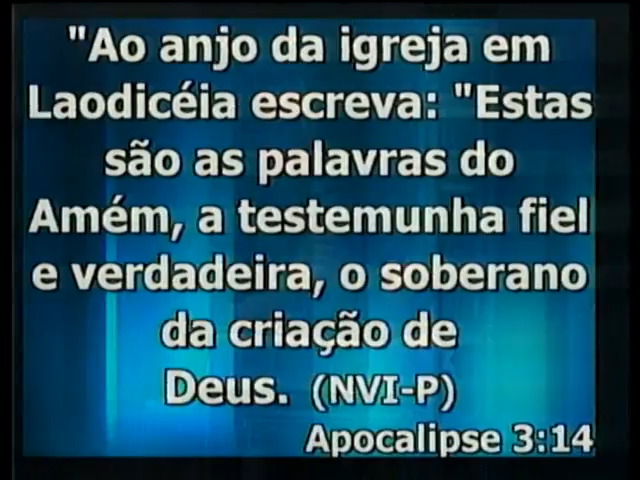 "Ao anjo da igreja em
Laodicéia escreva: "Estas
são as palavras do
Amém, a testemunha fiel
e verdadeira, o soberano
da criação de
Deus. (NVI-P)
Apocalipse 3:14